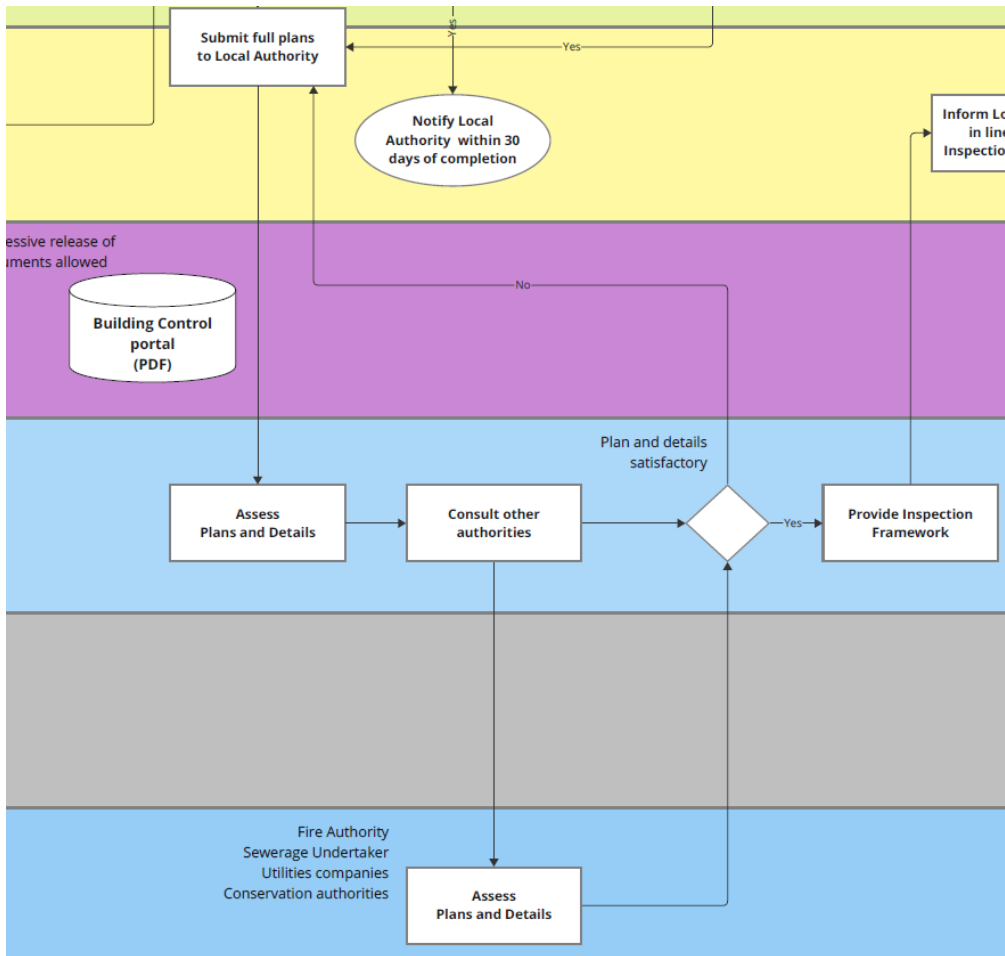 Submit full plans
to Local Authority
Yes
Yes
Notify Local
Authority within 30
days of completion
Inform
in line
Inspection
essive release of
uments allowed
Building Control
portal
(PDF)
No
Plan and details
satisfactory
Assess
Plans and Details
Consult other
authorities
Yes
Provide Inspection
Framework
Fire Authority
Sewerage Undertaker
Utilities companies
Conservation authorities
Assess
Plans and Details